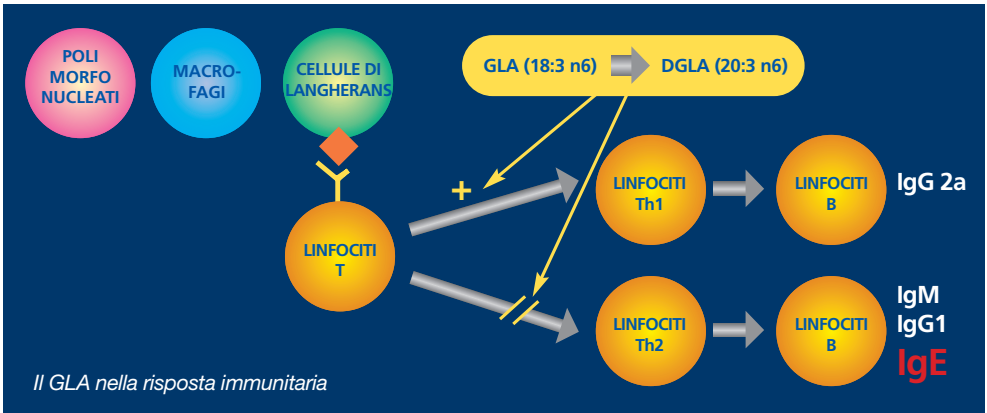 POLI
MORFO
NUCLEATI
MACRO-
FAGI
CELLULE DI
LANGHERANS
GLA (18:3 n6)
DGLA (20:3 n6)
+
LINFOCITI
T
LINFOCITI
Th1
LINFOCITI
B
IgG 2a
LINFOCITI
Th2
LINFOCITI
B
IgM
IgG1
IgE
Il GLA nella risposta immunitaria